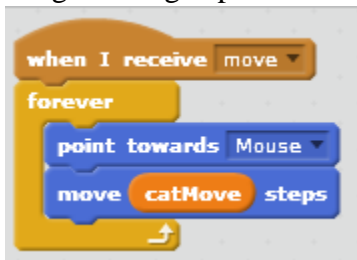 when I receive move
forever
point towards Mouse
move catMove steps